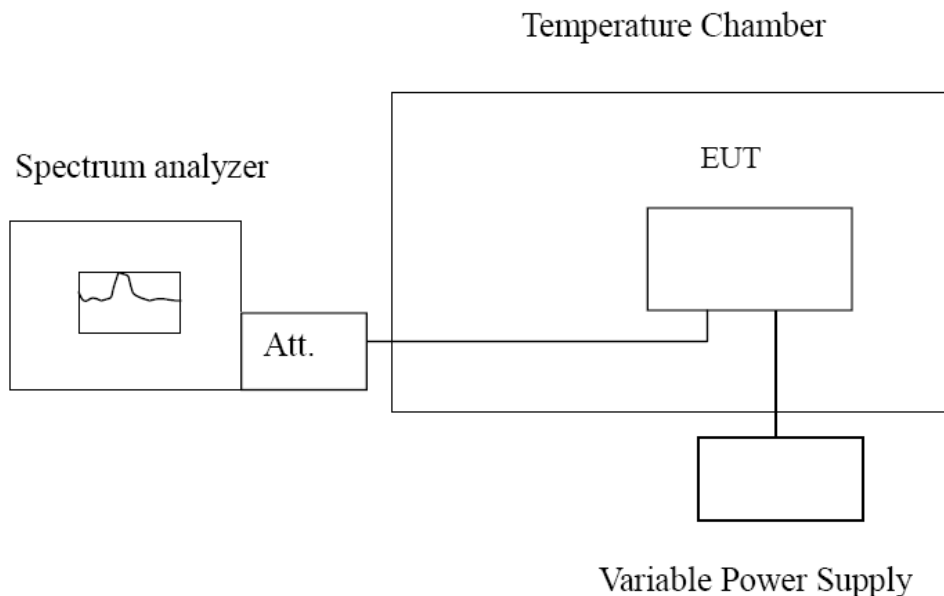 Temperature Chamber
Spectrum analyzer
EUT
Att.
Variable Power Supply